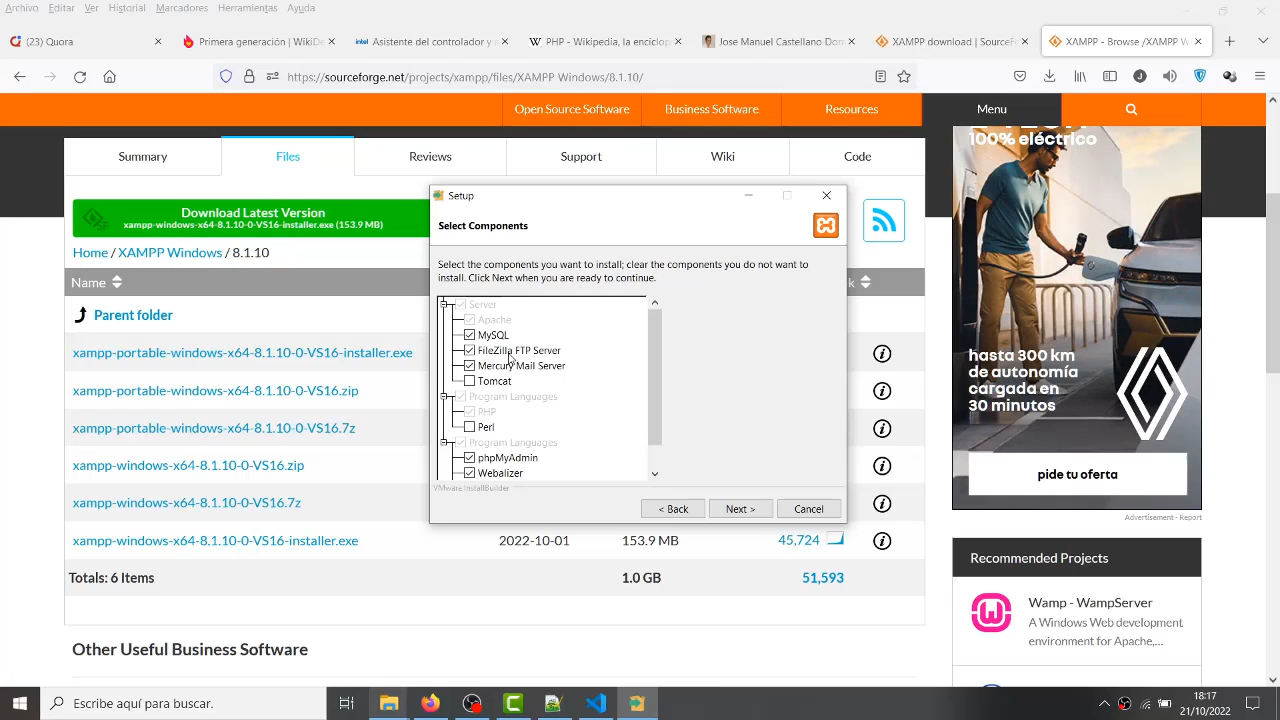 Archivo Editar Ver Historial Marcadores Herramientas Ayuda
(23) Quora
Primera generación | WikiDe
intel Asistente del controlador y e
W PHP - Wikipedia, la enciclop
Jose Manuel Castellano Dom
XAMPP download | SourceFo
XAMPP - Browse /XAMPP W
https://sourceforge.net/projects/xampp/files/XAMPP Windows/8.1.10/
Open Source Software
Business Software
Resources
Menu
Summary
Files
Reviews
Support
Wiki
Code
100% eléctrico
Download Latest Version
xampp-windows-x64-8.1.10-0-VS16-installer.exe (153.9 MB)
Home / XAMPP Windows / 8.1.10
Name
k
Parent folder
xampp-portable-windows-x64-8.1.10-0-VS16-installer.exe
xampp-portable-windows-x64-8.1.10-0-VS16.zip
xampp-portable-windows-x64-8.1.10-0-VS16.7z
xampp-windows-x64-8.1.10-0-VS16.zip
xampp-windows-x64-8.1.10-0-VS16.7z
xampp-windows-x64-8.1.10-0-VS16-installer.exe 2022-10-01 153.9 MB 45,724
Totals: 6 Items 1.0 GB 51,593
Other Useful Business Software
Setup
Select Components
Select the components you want to install; clear the components you do not want to
install. Click Next when you are ready to continue.
Server
Apache
MySQL
FileZilla FTP Server
Mercury Mail Server
Tomcat
Program Languages
PHP
Perl
Program Languages
phpMyAdmin
Webalizer
VMware InstallBuilder
< Back
Next >
Cancel
hasta 300 km
de autonomía
cargada en
30 minutos
pide tu oferta
Advertisement - Report
Recommended Projects
Wamp - WampServer
A Windows Web development
environment for Apache,...
Escribe aquí para buscar.
18:17
21/10/2022